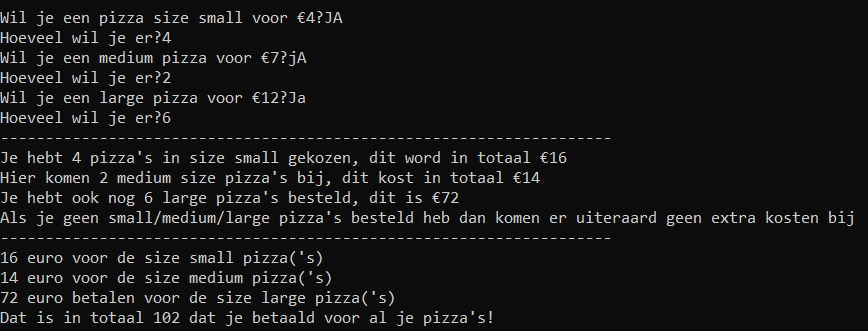 Wil je een pizza size small voor €4?JA
Hoeveel wil je er?4
Wil je een medium pizza voor €7?jA
Hoeveel wil je er?2
Wil je een large pizza voor €12?Ja
Hoeveel wil je er?6
--------------------------------------------------------------------
Je hebt 4 pizza's in size small gekozen, dit word in totaal €16
Hier komen 2 medium size pizza's bij, dit kost in totaal €14
Je hebt ook nog 6 large pizza's besteld, dit is €72
Als je geen small/medium/large pizza's besteld heb dan komen er uiteraard geen extra kosten bij
--------------------------------------------------------------------
16 euro voor de size small pizza('s)
14 euro voor de size medium pizza('s)
72 euro betalen voor de size large pizza('s)
Dat is in totaal 102 dat je betaald voor al je pizza's!